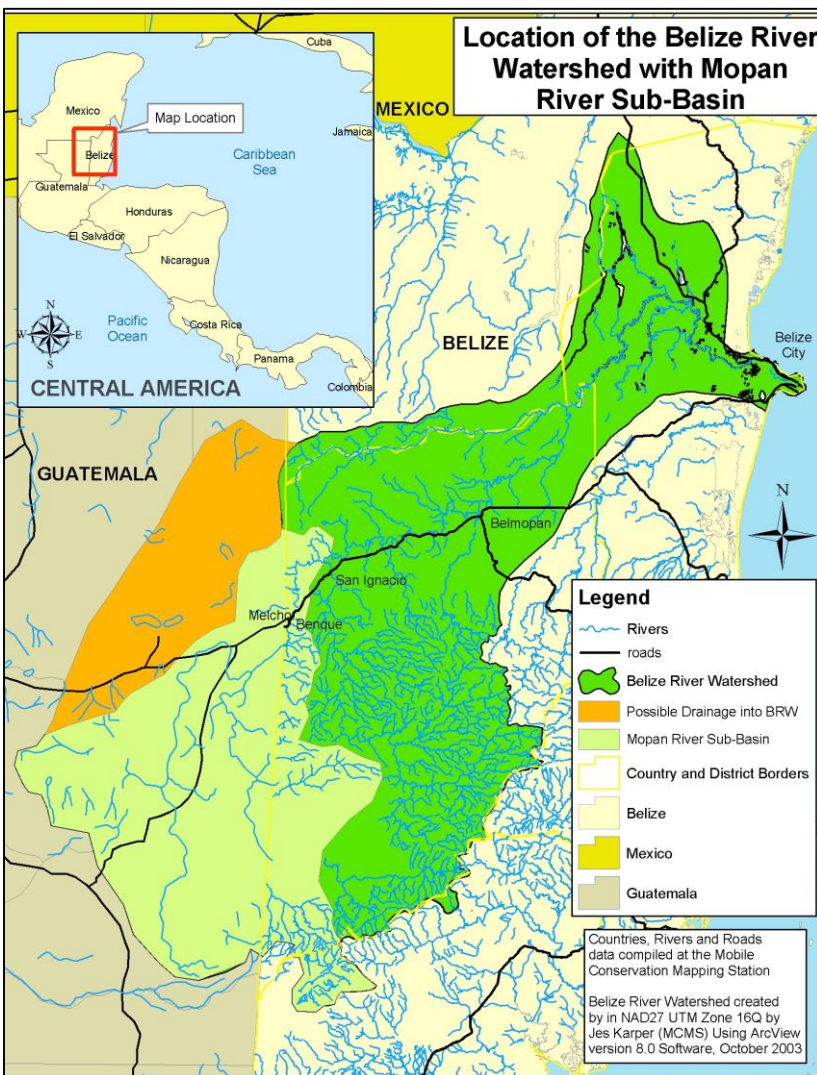 Location of the Belize River
Watershed with Mopan
River Sub-Basin
Cuba
Mexico
Map Location
Jamaica
Belize
Caribbean
Sea
Guatemala
Honduras
El Salvador
Nicaragua
N
W
E
S
Pacific
Ocean
Costa Rica
Panama
Colombia
CENTRAL AMERICA
MEXICO
BELIZE
Belize
City
GUATEMALA
Belmopan
N
San Ignacio
Melcho
Benque
Legend
Rivers
roads
Belize River Watershed
Possible Drainage into BRW
Mopan River Sub-Basin
Country and District Borders
Belize
Mexico
Guatemala
Countries, Rivers and Roads
data compiled at the Mobile
Conservation Mapping Station
Belize River Watershed created
by in NAD27 UTM Zone 16Q by
Jes Karper (MCMS) Using ArcView
version 8.0 Software, October 2003